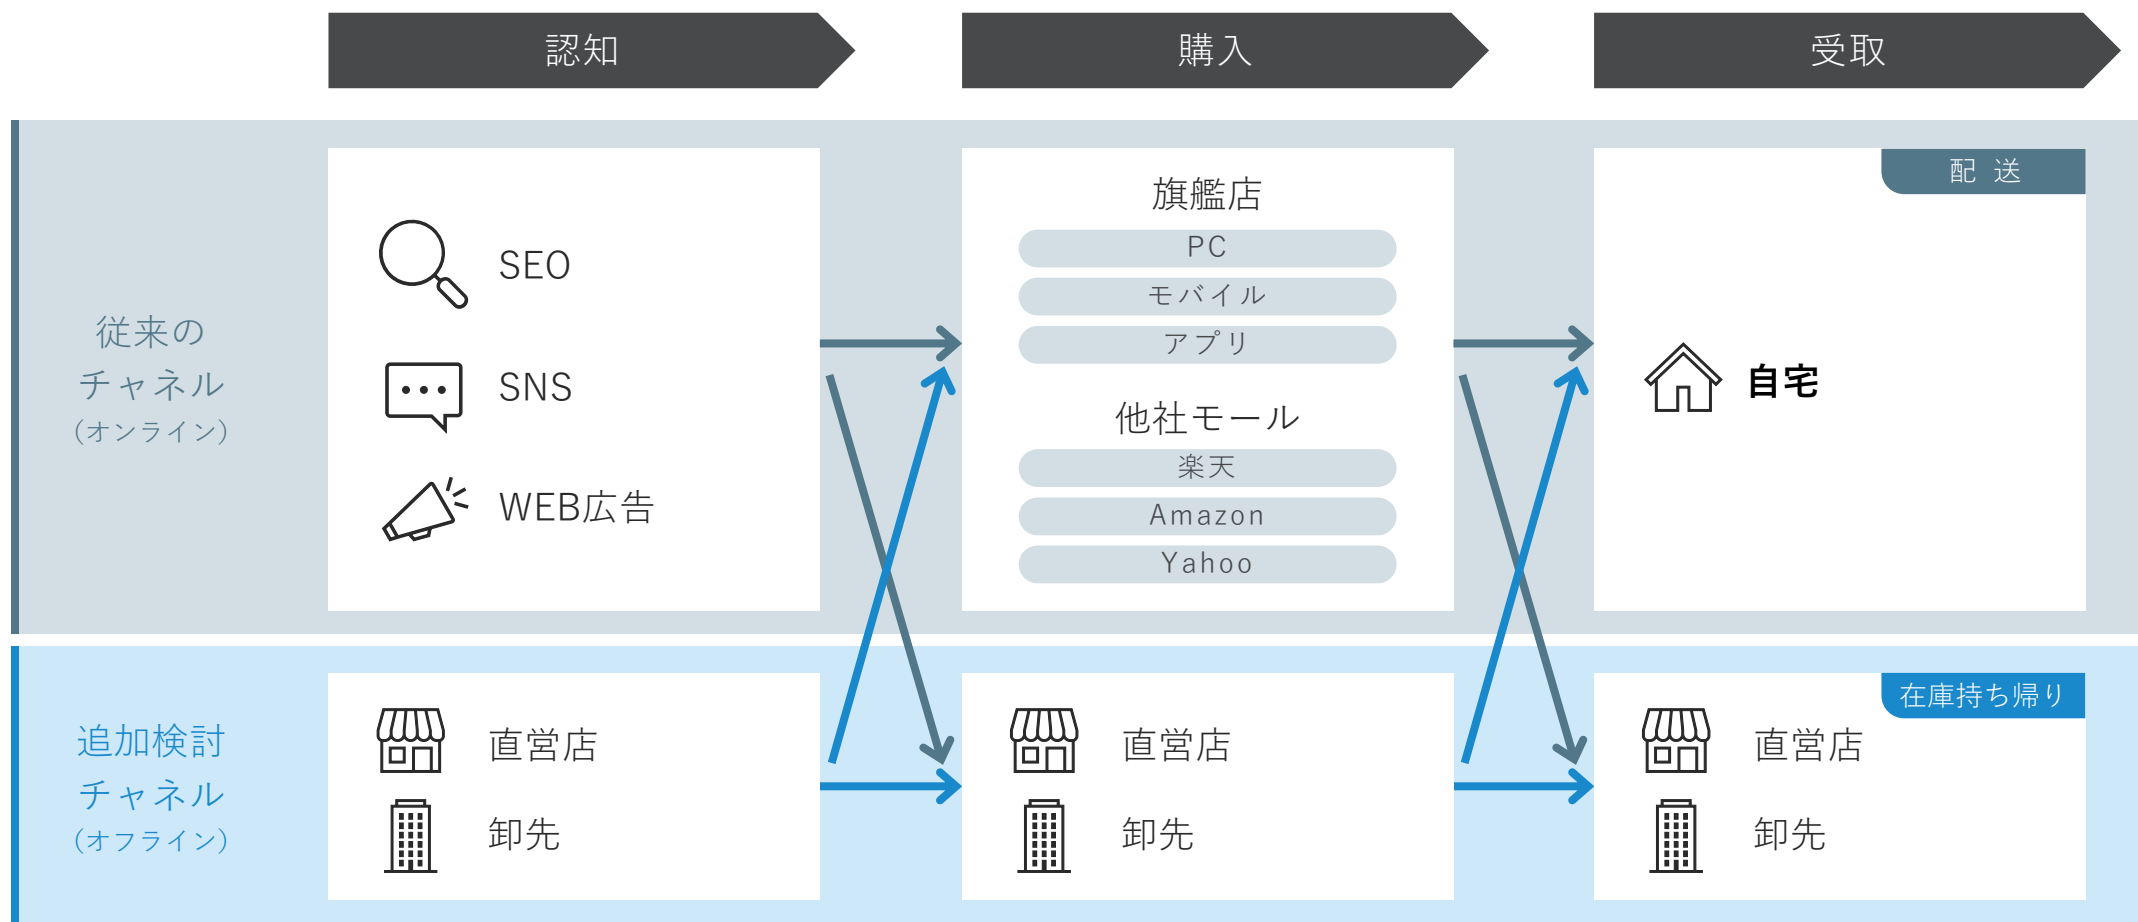 認知
購入
受取
従来の
チャネル
（オンライン）
SEO
SNS
WEB広告
旗艦店
PC
モバイル
アプリ
他社モール
楽天
Amazon
Yahoo
配 送
自宅
追加検討
チャネル
（オフライン）
直営店
卸先
直営店
卸先
在庫持ち帰り
直営店
卸先